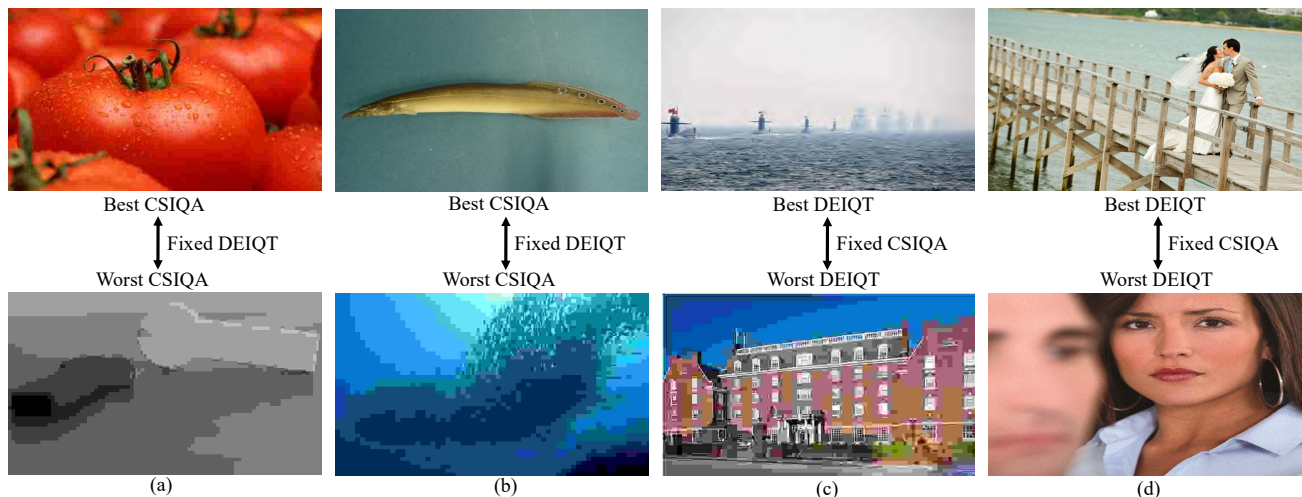 Best CSIQA
Fixed DEIQT
Worst CSIQA
(a)
Best CSIQA
Fixed DEIQT
Worst CSIQA
(b)
Best DEIQT
Fixed CSIQA
Worst DEIQT
(c)
Best DEIQT
Fixed CSIQA
Worst DEIQT
(d)